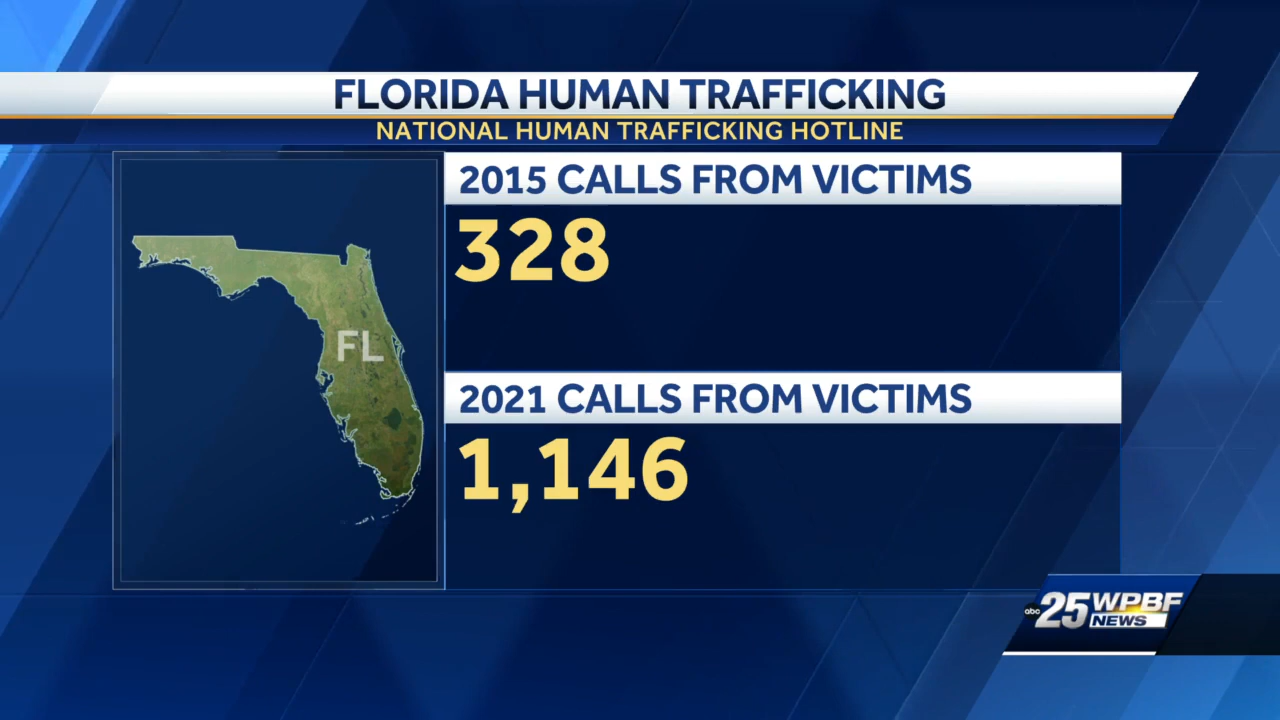 FLORIDA HUMAN TRAFFICKING
NATIONAL HUMAN TRAFFICKING HOTLINE
2015 CALLS FROM VICTIMS
328
FL
2021 CALLS FROM VICTIMS
1,146
abc 25 WPBF
NEWS